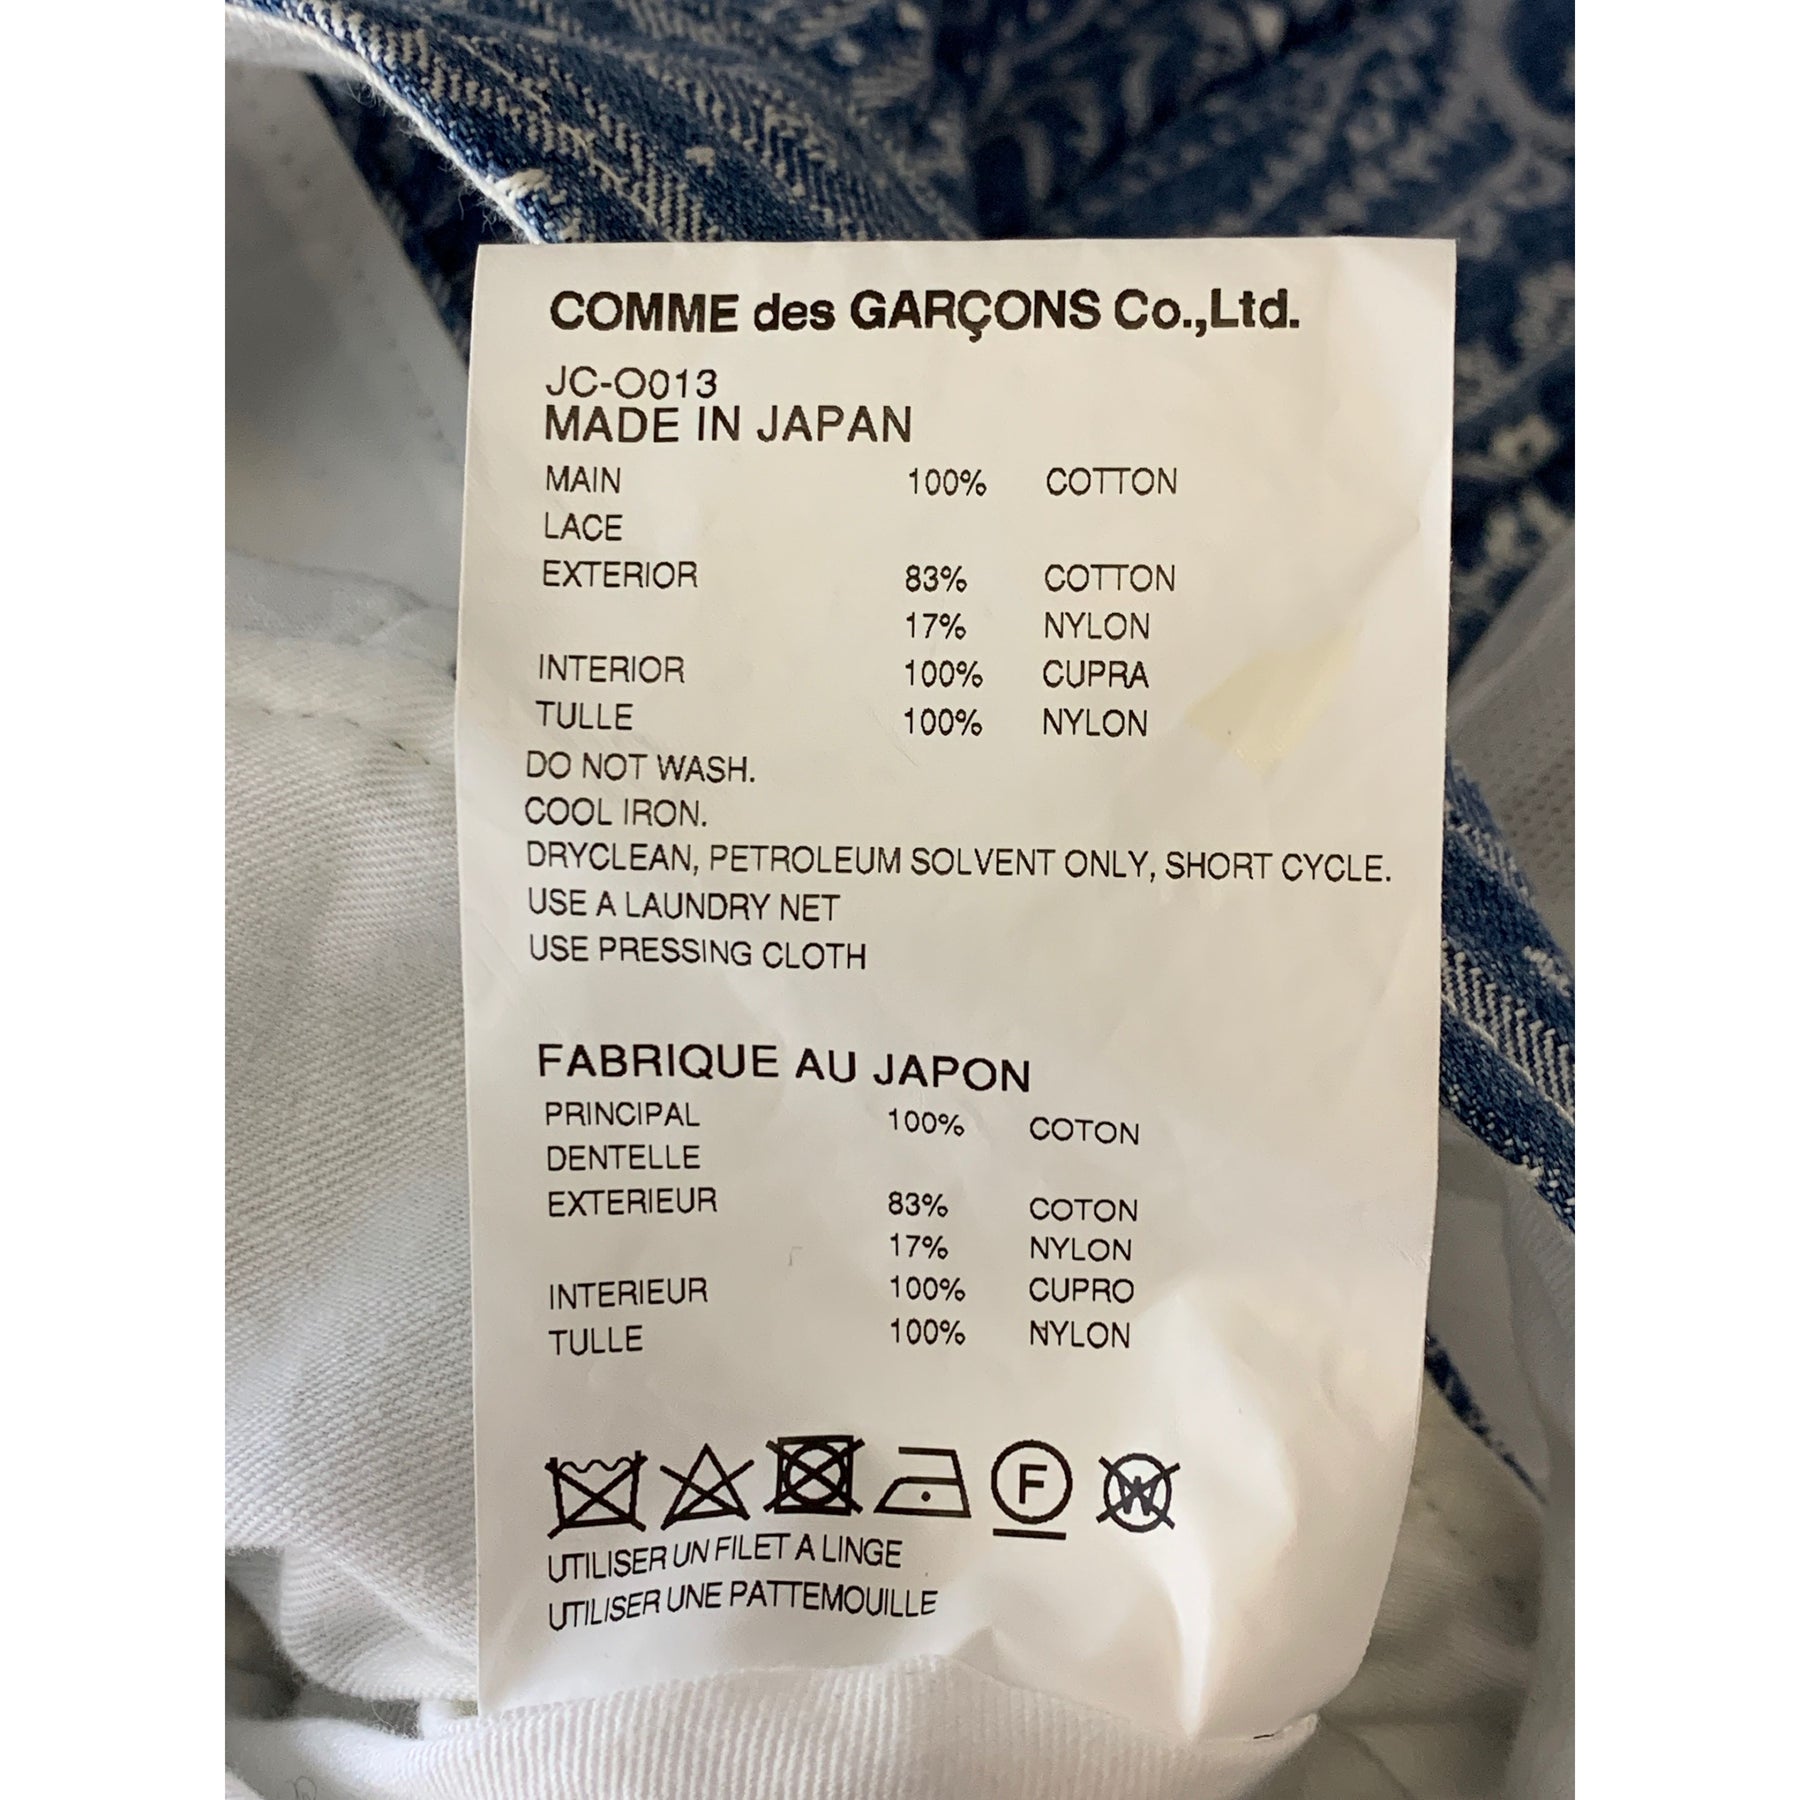 COMME des GARÇONS Co.,Ltd.
JC-O013
MADE IN JAPAN
MAIN 100% COTTON
LACE
EXTERIOR 83% COTTON
17% NYLON
INTERIOR 100% CUPRA
TULLE 100% NYLON
DO NOT WASH.
COOL IRON.
DRYCLEAN, PETROLEUM SOLVENT ONLY, SHORT CYCLE.
USE A LAUNDRY NET
USE PRESSING CLOTH
FABRIQUE AU JAPON
PRINCIPAL 100% COTON
DENTELLE
EXTERIEUR 83% COTON
17% NYLON
INTERIEUR 100% CUPRO
TULLE 100% NYLON
F W
UTILISER UN FILET A LINGE
UTILISER UNE PATTEMOUILLE